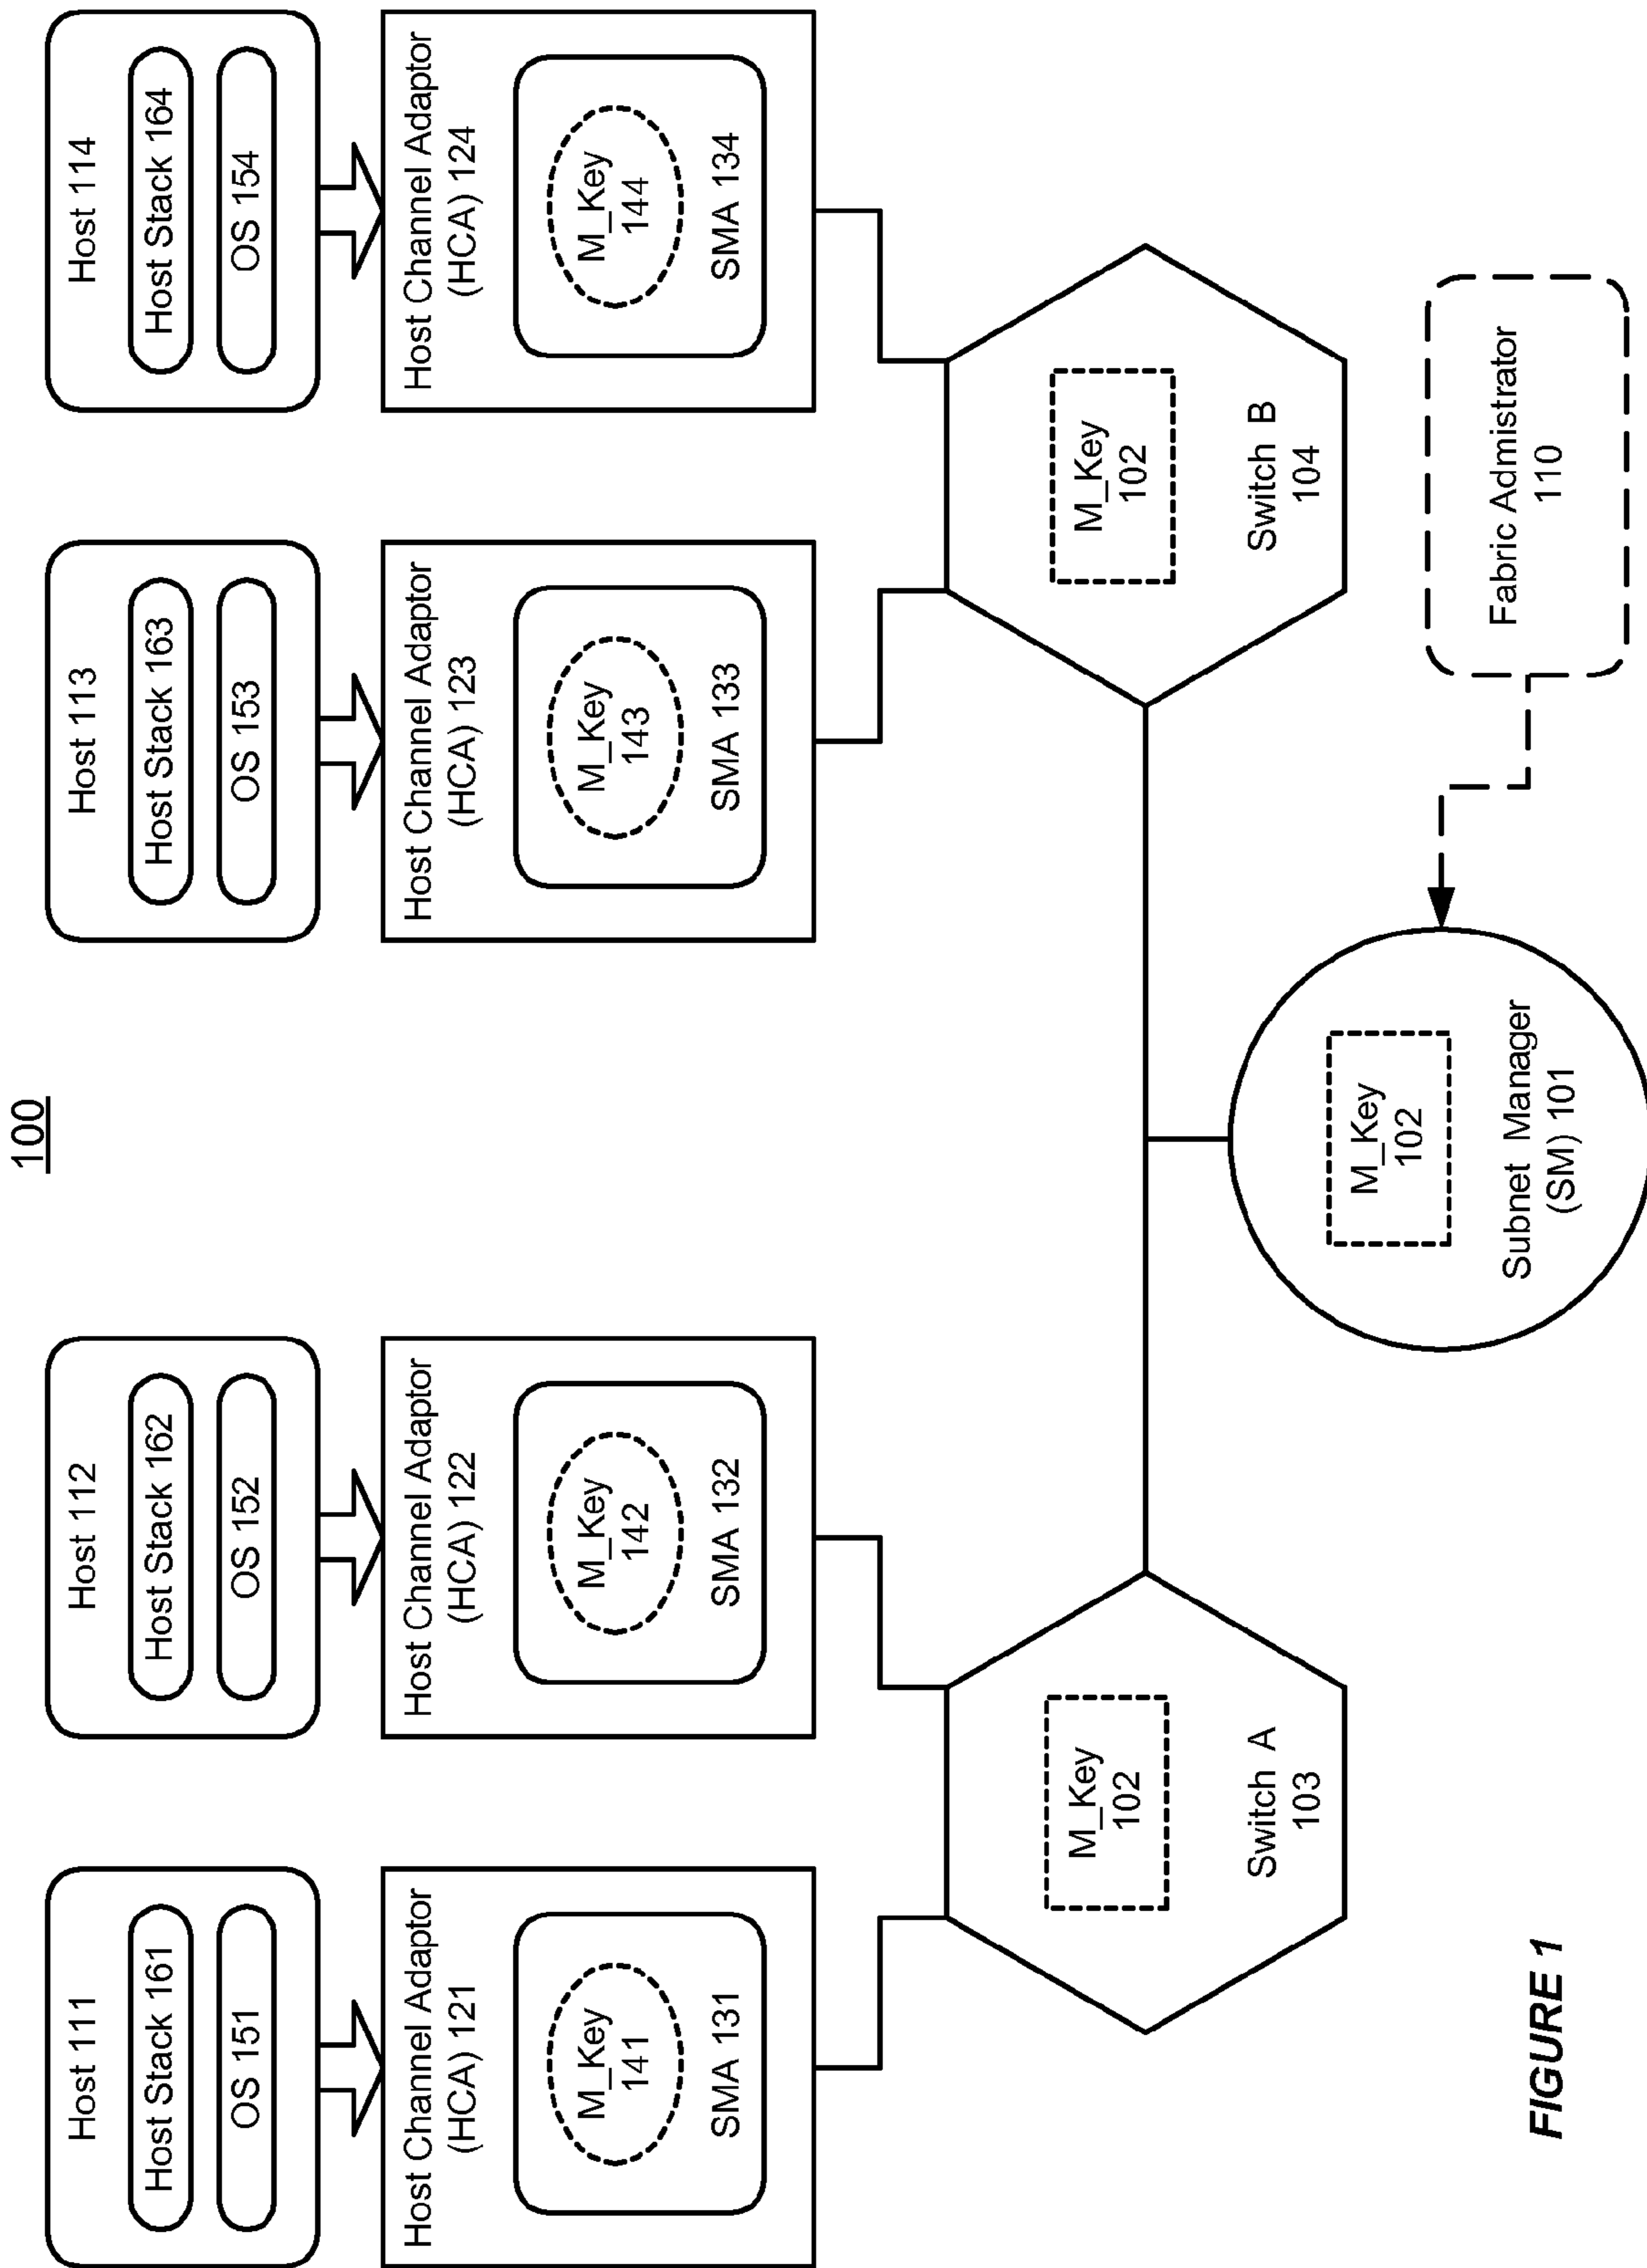 100
Host 111
Host Stack 161
OS 151
Host 112
Host Stack 162
OS 152
Host 113
Host Stack 163
OS 153
Host 114
Host Stack 164
OS 154
Host Channel Adaptor
(HCA) 121
M_Key
141
SMA 131
Host Channel Adaptor
(HCA) 122
M_Key
142
SMA 132
Host Channel Adaptor
(HCA) 123
M_Key
143
SMA 133
Host Channel Adaptor
(HCA) 124
M_Key
144
SMA 134
M_Key
102
Switch A
103
M_Key
102
Switch B
104
M_Key
102
Subnet Manager
(SM) 101
Fabric Admistrator
110
FIGURE 1